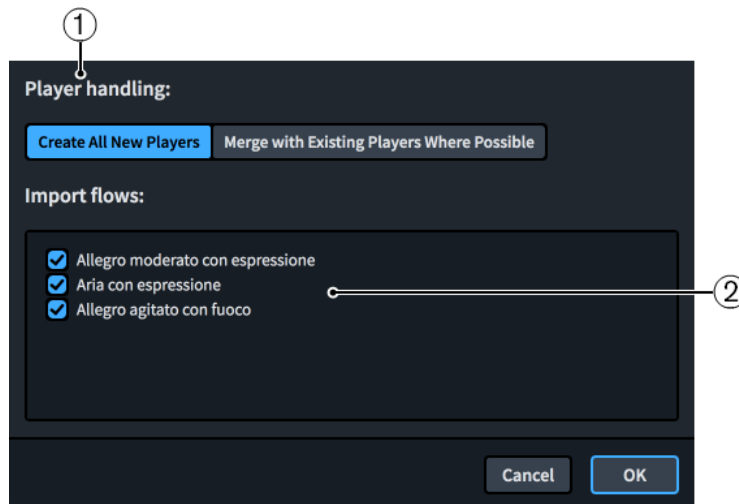 1
Player handling:
Create All New Players Merge with Existing Players Where Possible
Import flows:
Allegro moderato con espressione
Aria con espressione
2
Allegro agitato con fuoco
Cancel OK